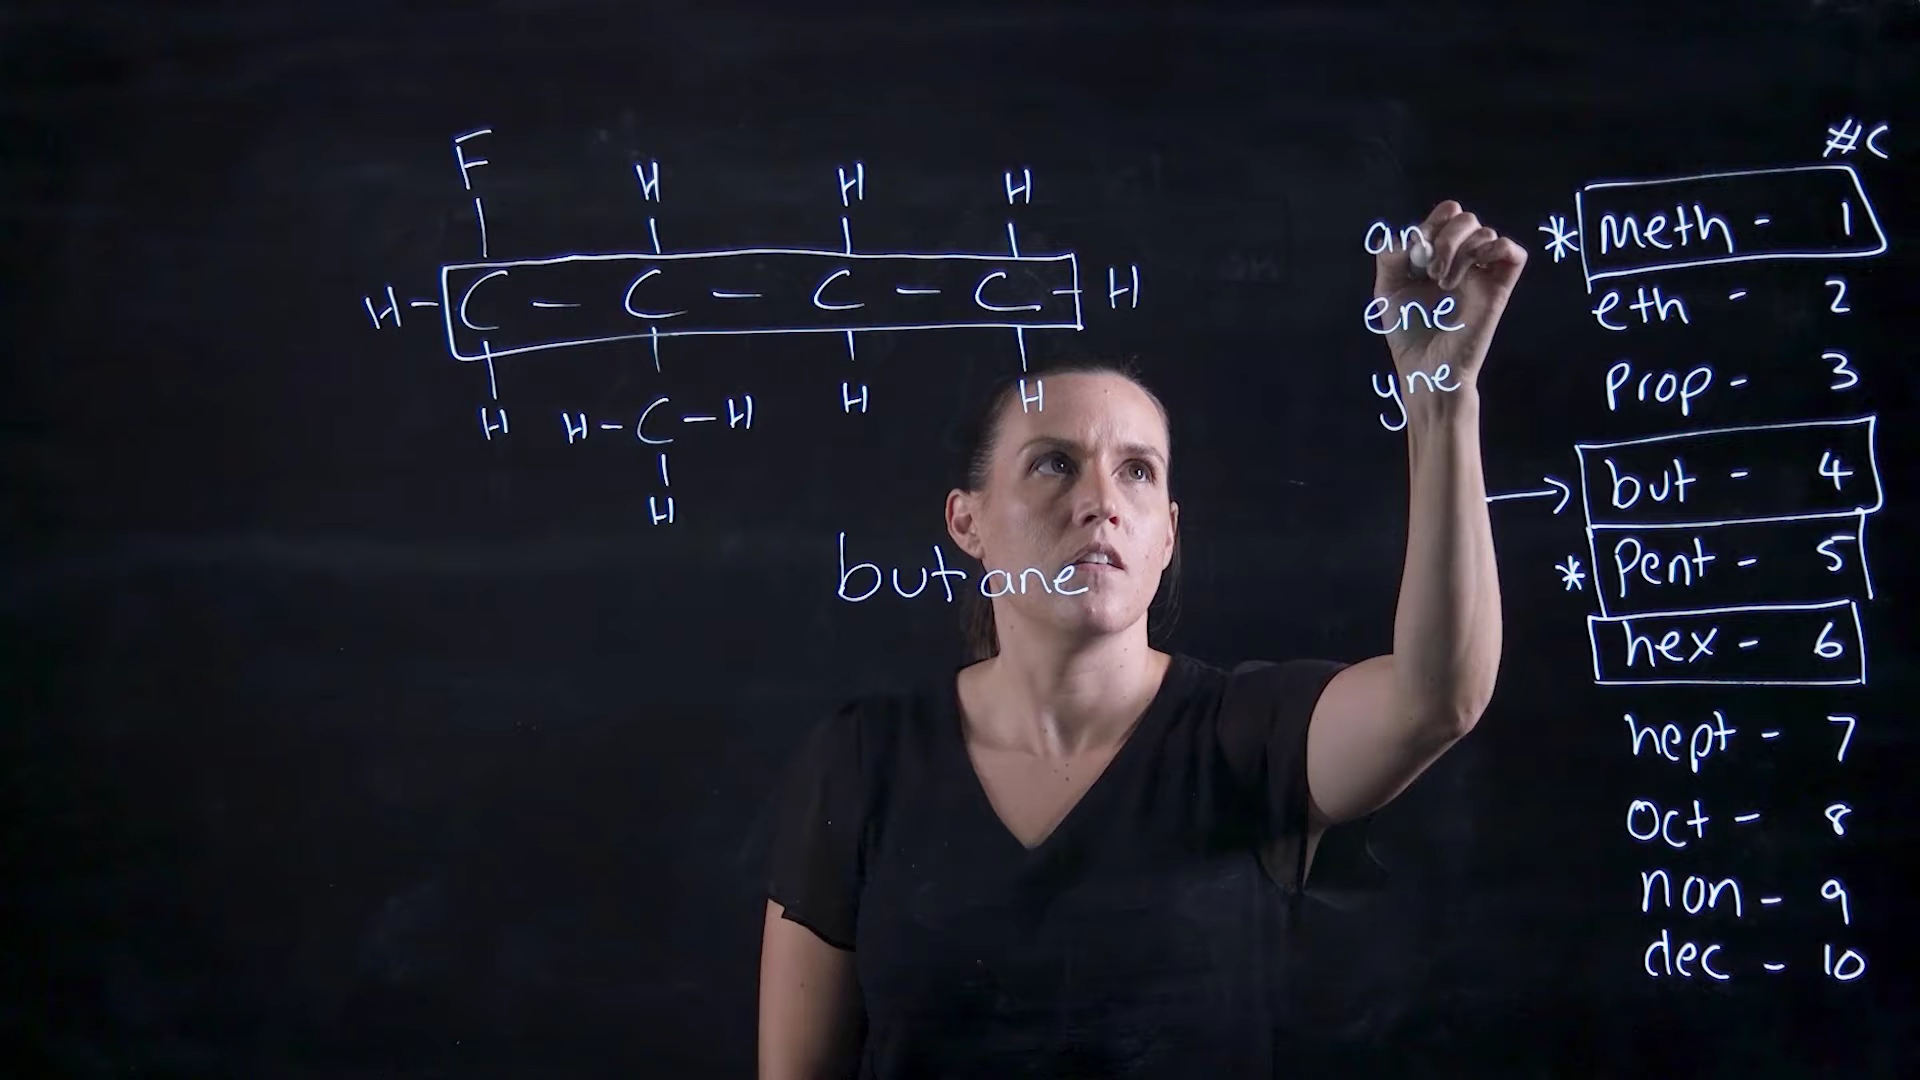 F H H H
H-C-C-C-C-H
H H-C-H H H
H
butane
an
ene
yne
#C
* meth - 1
eth - 2
prop - 3
→ but - 4
* pent - 5
hex - 6
hept - 7
oct - 8
non - 9
dec - 10